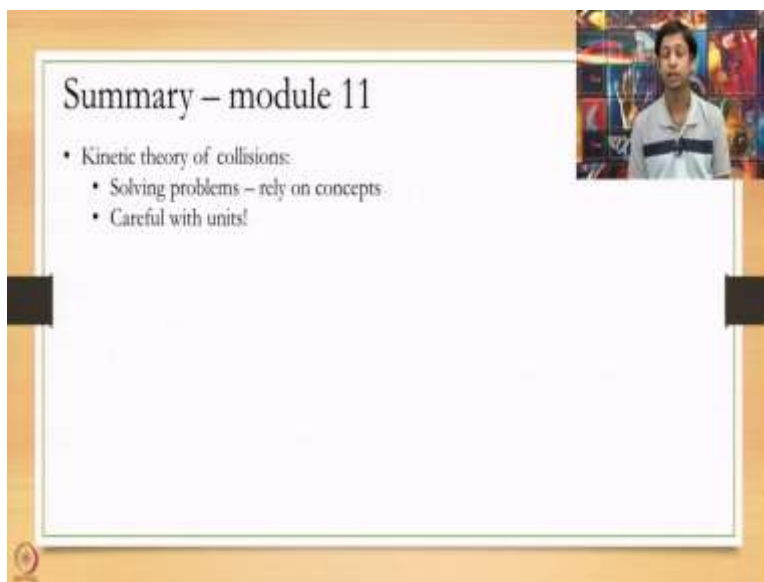 Summary – module 11
• Kinetic theory of collisions:
• Solving problems – rely on concepts
• Careful with units!